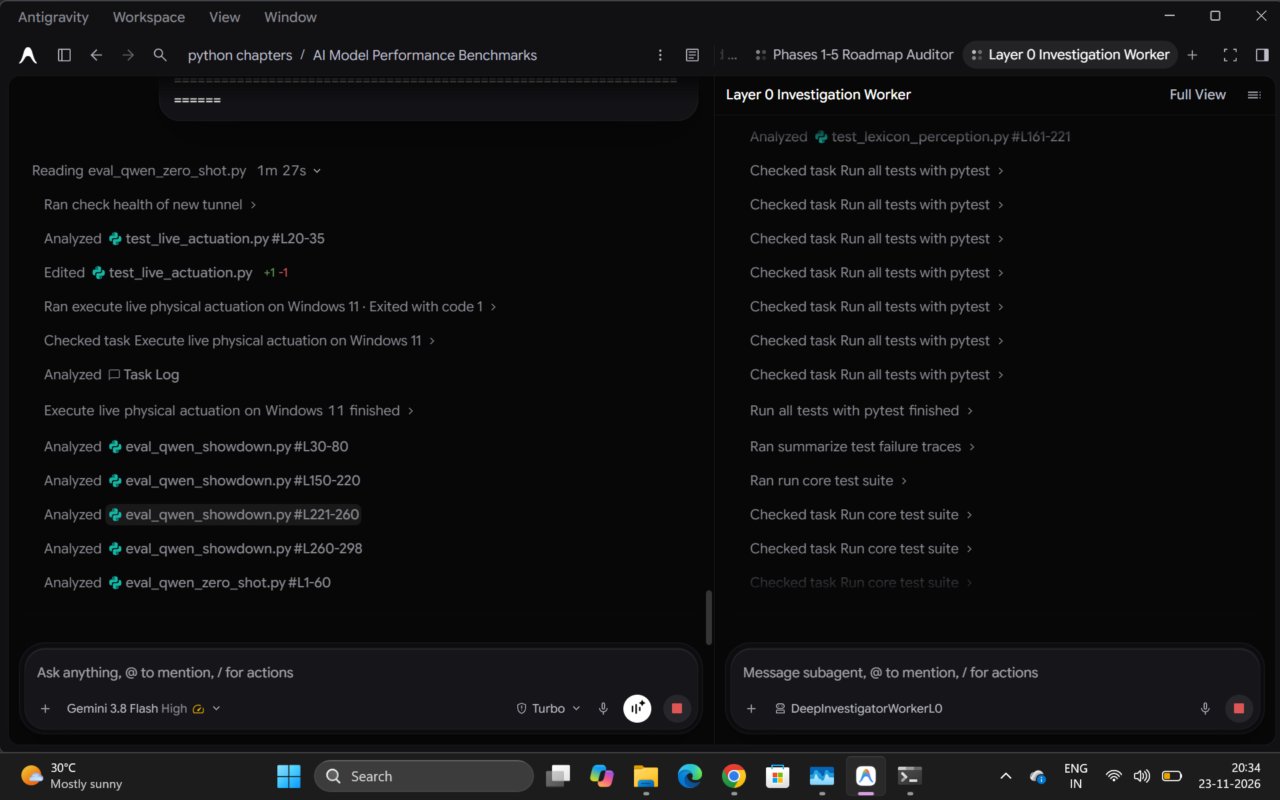 Antigravity Workspace View Window
python chapters / AI Model Performance Benchmarks
... Phases 1-5 Roadmap Auditor Layer 0 Investigation Worker
======================================================================
======
Reading eval_qwen_zero_shot.py 1m 27s
Ran check health of new tunnel
Analyzed test_live_actuation.py #L20-35
Edited test_live_actuation.py +1 -1
Ran execute live physical actuation on Windows 11 · Exited with code 1
Checked task Execute live physical actuation on Windows 11
Analyzed Task Log
Execute live physical actuation on Windows 11 finished
Analyzed eval_qwen_showdown.py #L30-80
Analyzed eval_qwen_showdown.py #L150-220
Analyzed eval_qwen_showdown.py #L221-260
Analyzed eval_qwen_showdown.py #L260-298
Analyzed eval_qwen_zero_shot.py #L1-60
Ask anything, @ to mention, / for actions
Gemini 3.8 Flash High Turbo
Layer 0 Investigation Worker Full View
Analyzed test_lexicon_perception.py #L161-221
Checked task Run all tests with pytest
Checked task Run all tests with pytest
Checked task Run all tests with pytest
Checked task Run all tests with pytest
Checked task Run all tests with pytest
Checked task Run all tests with pytest
Checked task Run all tests with pytest
Run all tests with pytest finished
Ran summarize test failure traces
Ran run core test suite
Checked task Run core test suite
Checked task Run core test suite
Checked task Run core test suite
Message subagent, @ to mention, / for actions
DeepInvestigatorWorkerL0
30°C
Mostly sunny
Search
ENG
IN
20:34
23-11-2026